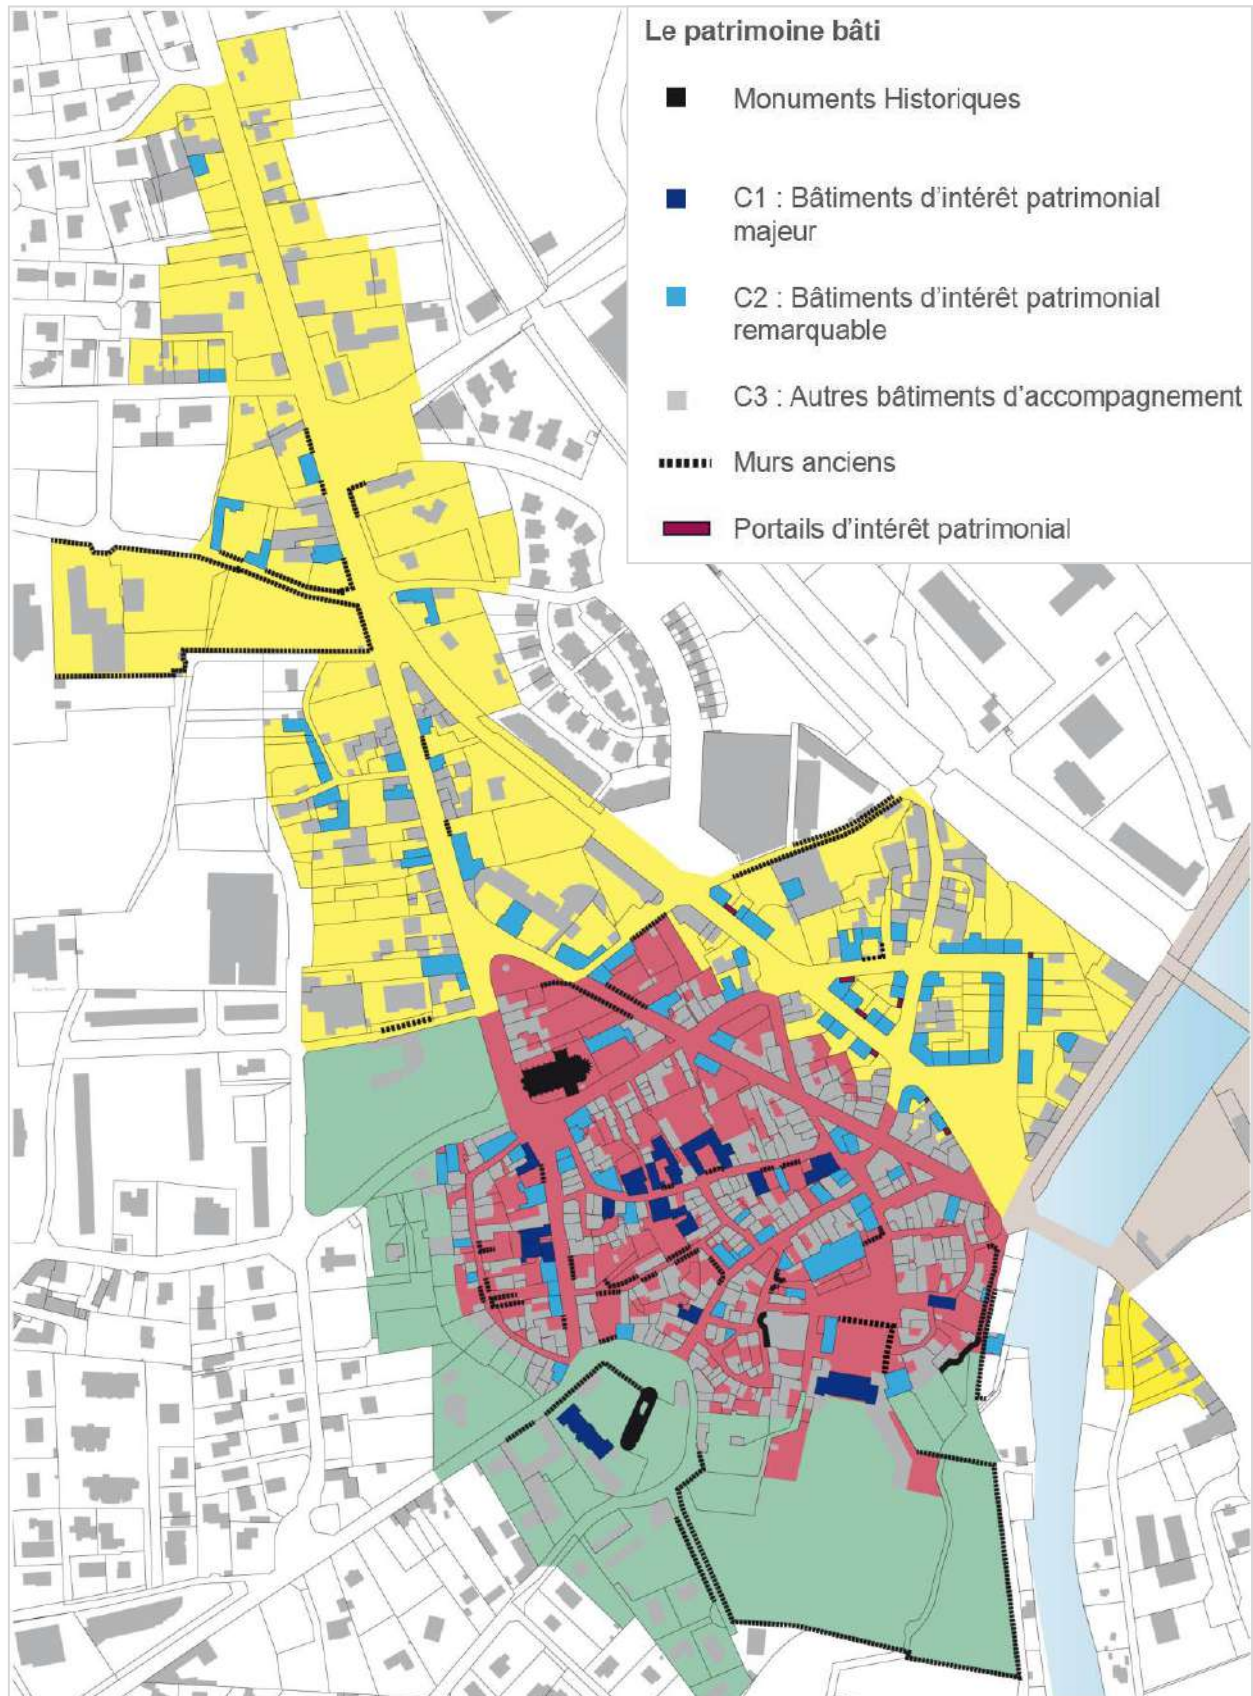 Le patrimoine bâti
Monuments Historiques
C1 : Bâtiments d'intérêt patrimonial
majeur
C2 : Bâtiments d'intérêt patrimonial
remarquable
C3 : Autres bâtiments d'accompagnement
Murs anciens
Portails d'intérêt patrimonial